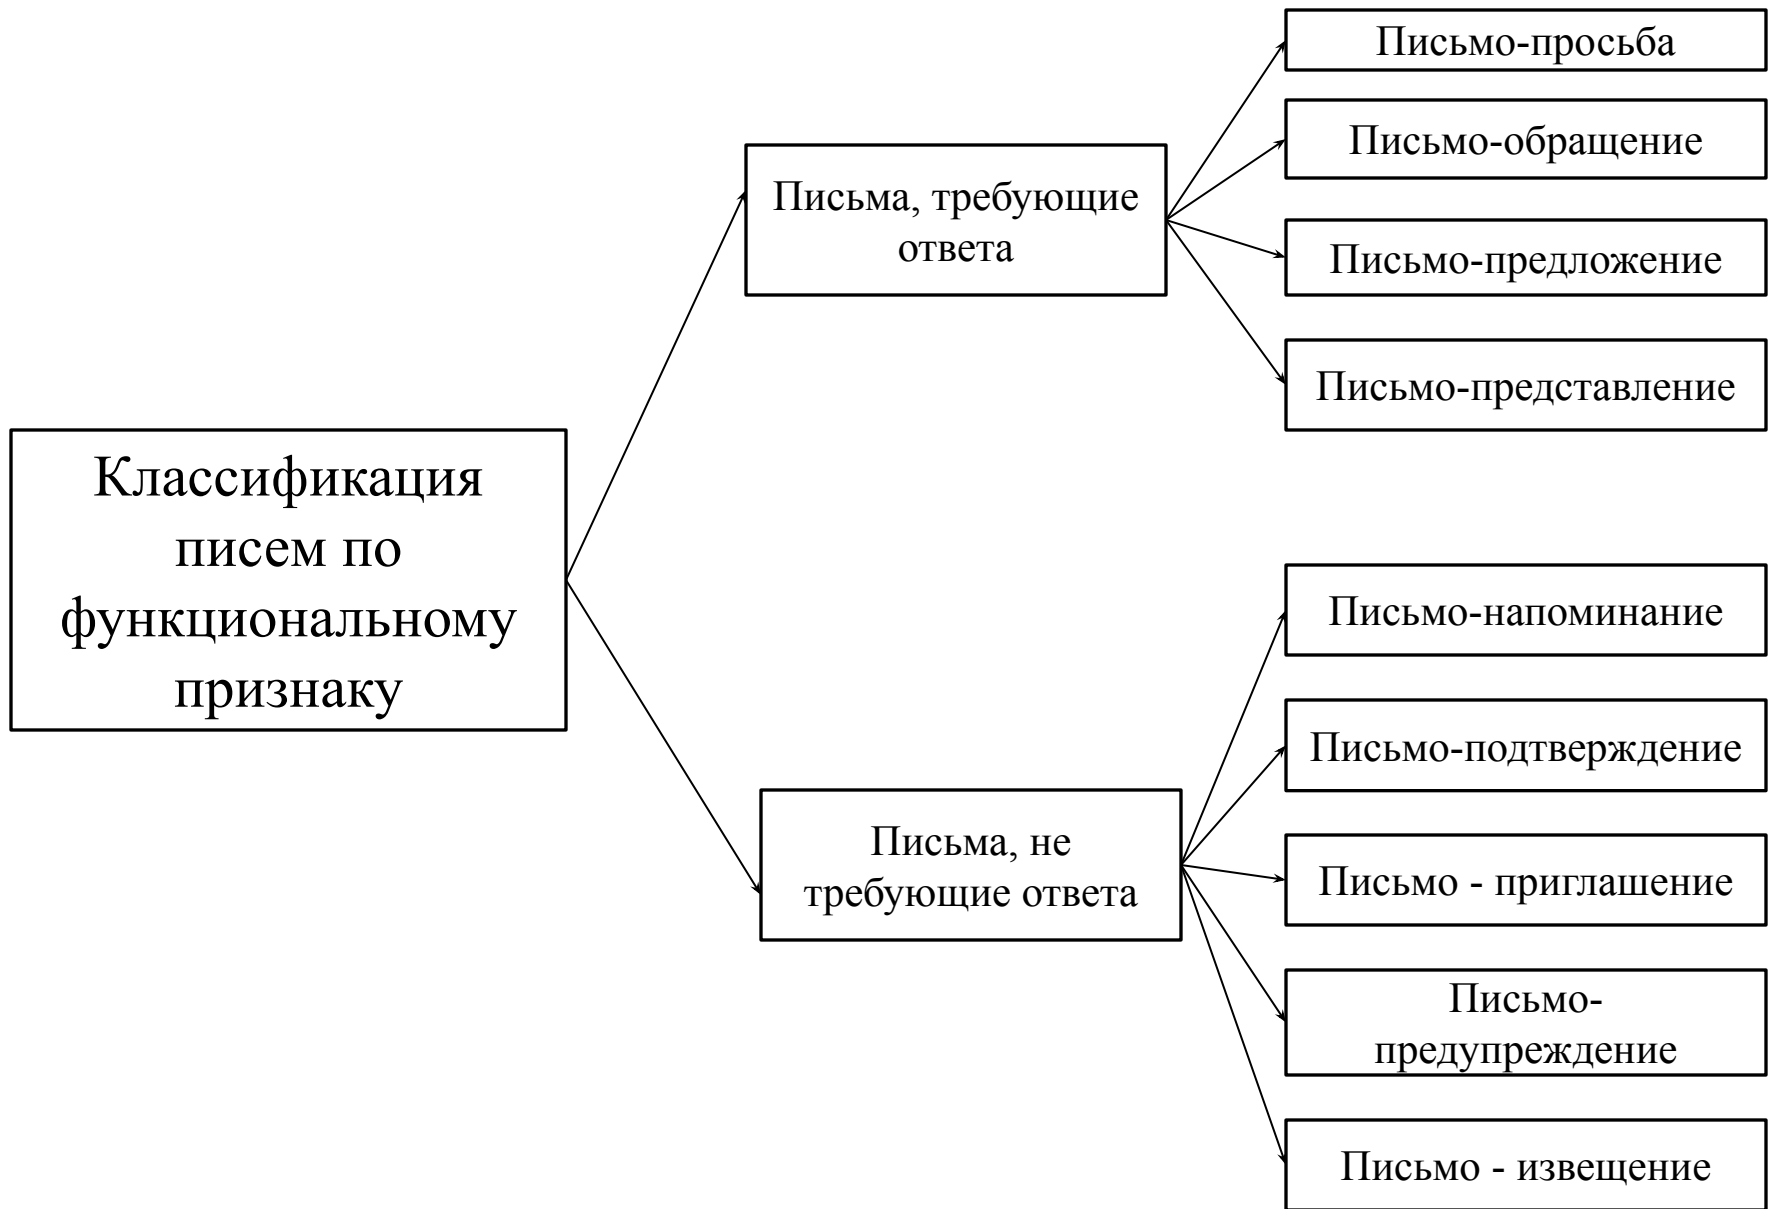 Письмо-просьба
Письмо-обращение
Письма, требующие
ответа
Письмо-предложение
Письмо-представление
Классификация
писем по
функциональному
признаку
Письмо-напоминание
Письмо-подтверждение
Письма, не
требующие ответа
Письмо - приглашение
Письмо-
предупреждение
Письмо - извещение